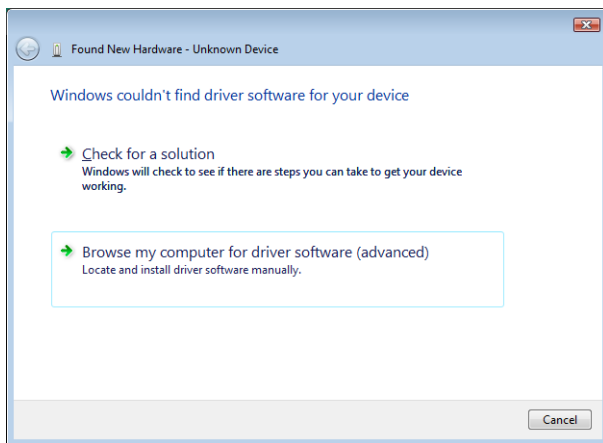 Found New Hardware - Unknown Device
Windows couldn't find driver software for your device
Check for a solution
Windows will check to see if there are steps you can take to get your device
working.
Browse my computer for driver software (advanced)
Locate and install driver software manually.
Cancel